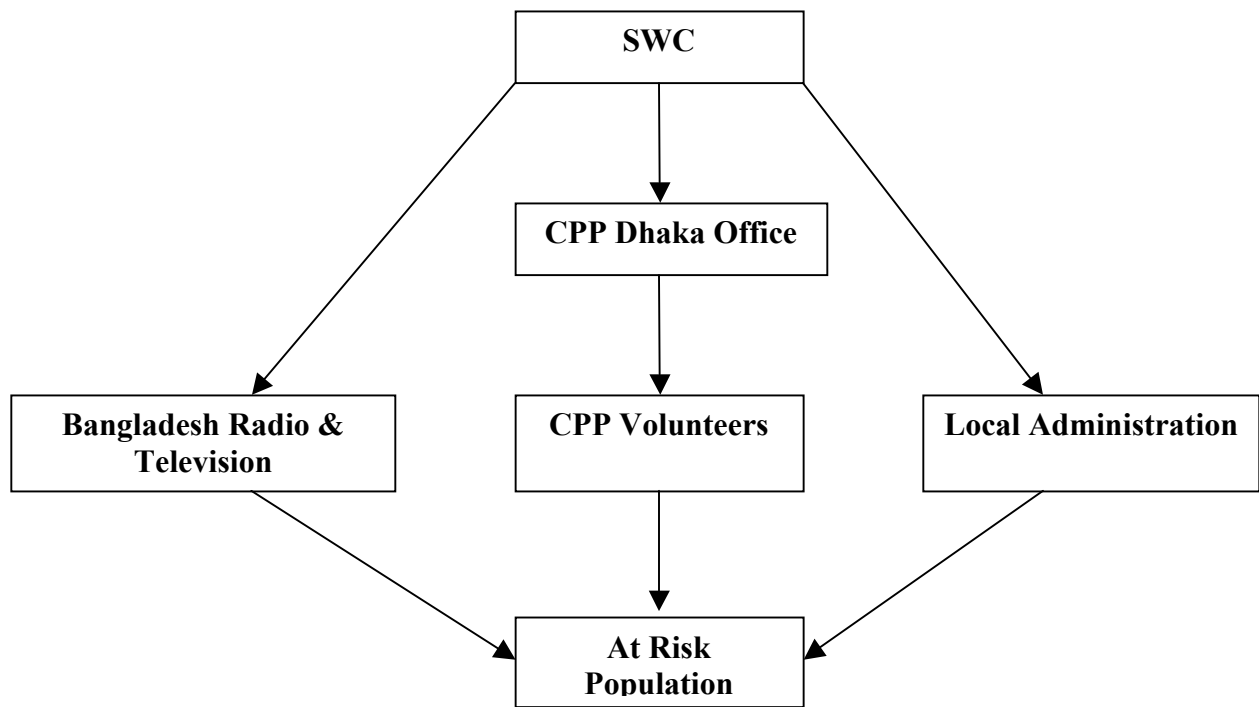 SWC
CPP Dhaka Office
Bangladesh Radio &
Television
CPP Volunteers
Local Administration
At Risk
Population